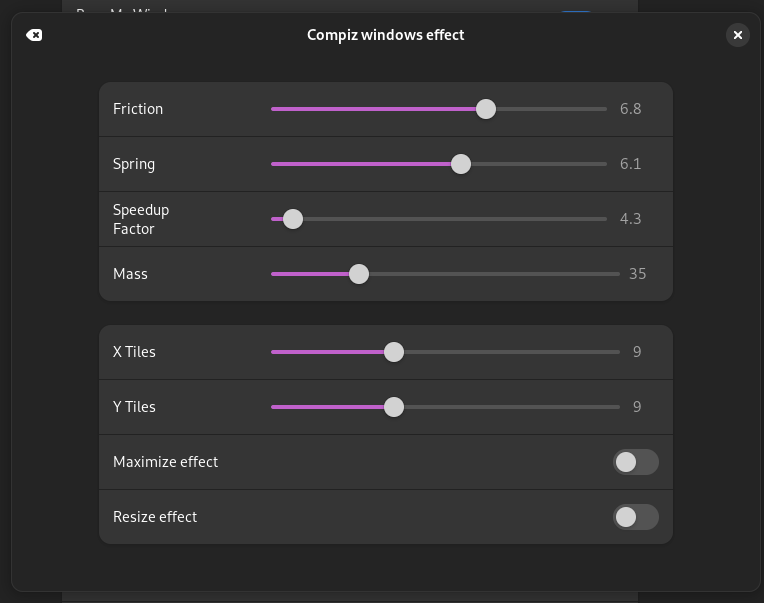 Compiz windows effect
Friction 6.8
Spring 6.1
Speedup
Factor 4.3
Mass 35
X Tiles 9
Y Tiles 9
Maximize effect
Resize effect